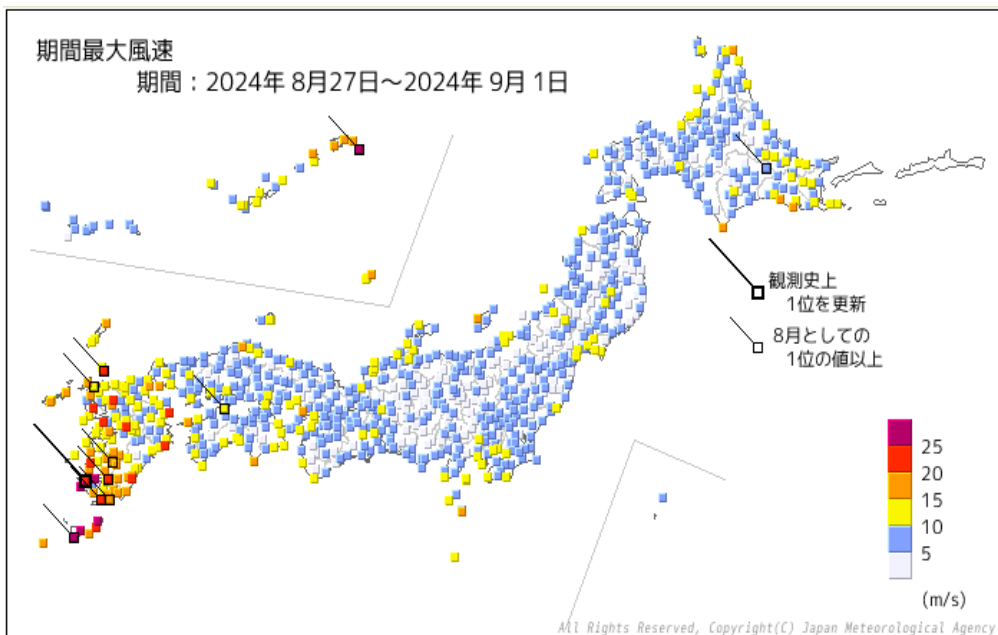 期間最大風速
期間：2024年 8月27日～2024年 9月 1日
観測史上
1位を更新
8月としての
1位の値以上
25
20
15
10
5
(m/s)
All Rights Reserved, Copyright(C) Japan Meteorological Agency